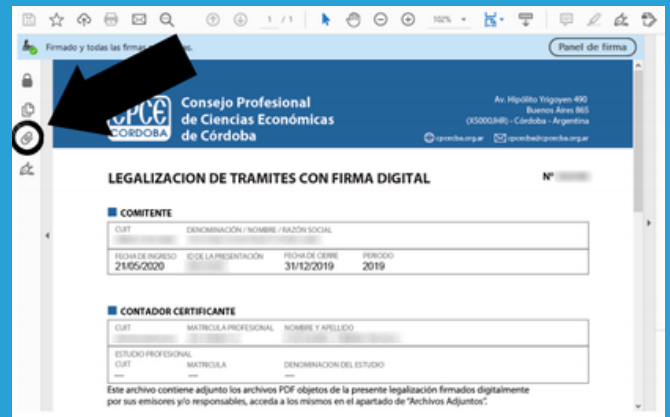 1 / 1
102%
Firmado y todas las firmas
Panel de firma
CPCE
CORDOBA
Consejo Profesional
de Ciencias Económicas
de Córdoba
Av. Hipólito Yrigoyen 490
Buenos Aires 865
(X5000JHR) - Córdoba - Argentina
cpcecba.org.ar cpcecba@cpcecba.org.ar
LEGALIZACION DE TRAMITES CON FIRMA DIGITAL
N°
COMITENTE
CUIT DENOMINACIÓN / NOMBRE / RAZÓN SOCIAL
FECHA DE INGRESO ID DE LA PRESENTACIÓN FECHA DE CIERRE PERIODO
21/05/2020 31/12/2019 2019
CONTADOR CERTIFICANTE
CUIT MATRICULA PROFESIONAL NOMBRE Y APELLIDO
ESTUDIO PROFESIONAL
CUIT MATRICULA DENOMINACION DEL ESTUDIO
— — —
Este archivo contiene adjunto los archivos PDF objetos de la presente legalización firmados digitalmente
por sus emisores y/o responsables, acceda a los mismos en el apartado de "Archivos Adjuntos".